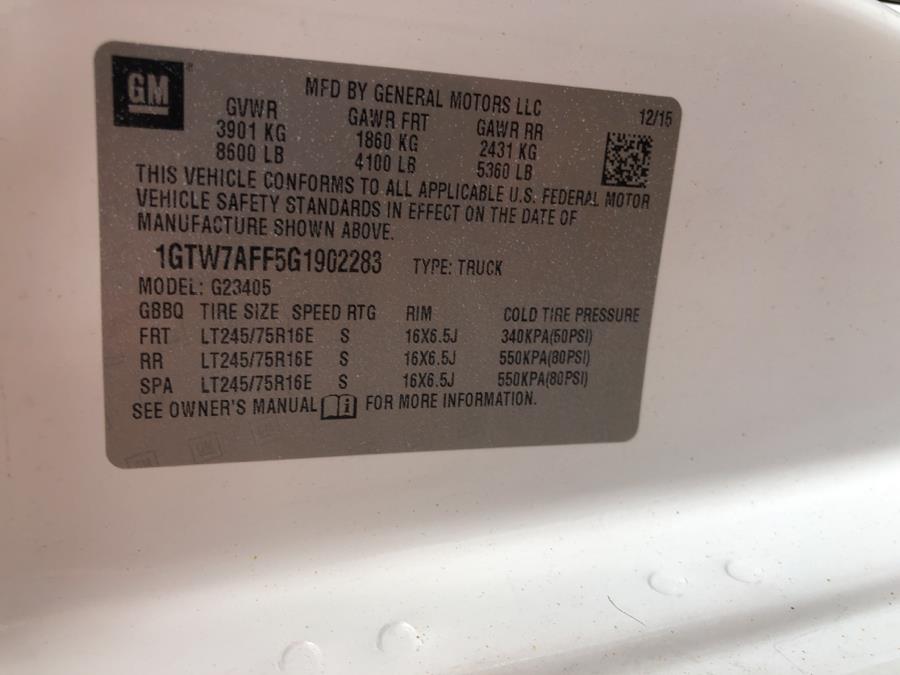 GM
MFD BY GENERAL MOTORS LLC
12/15
GVWR GAWR FRT GAWR RR
3901 KG 1860 KG 2431 KG
8600 LB 4100 LB 5360 LB
THIS VEHICLE CONFORMS TO ALL APPLICABLE U.S. FEDERAL MOTOR
VEHICLE SAFETY STANDARDS IN EFFECT ON THE DATE OF
MANUFACTURE SHOWN ABOVE.
1GTW7AFF5G1902283 TYPE: TRUCK
MODEL: G23405
GBBQ TIRE SIZE SPEED RTG RIM COLD TIRE PRESSURE
FRT LT245/75R16E S 16X6.5J 340KPA(50PSI)
RR LT245/75R16E S 16X6.5J 550KPA(80PSI)
SPA LT245/75R16E S 16X6.5J 550KPA(80PSI)
SEE OWNER'S MANUAL FOR MORE INFORMATION.
GM GM GM